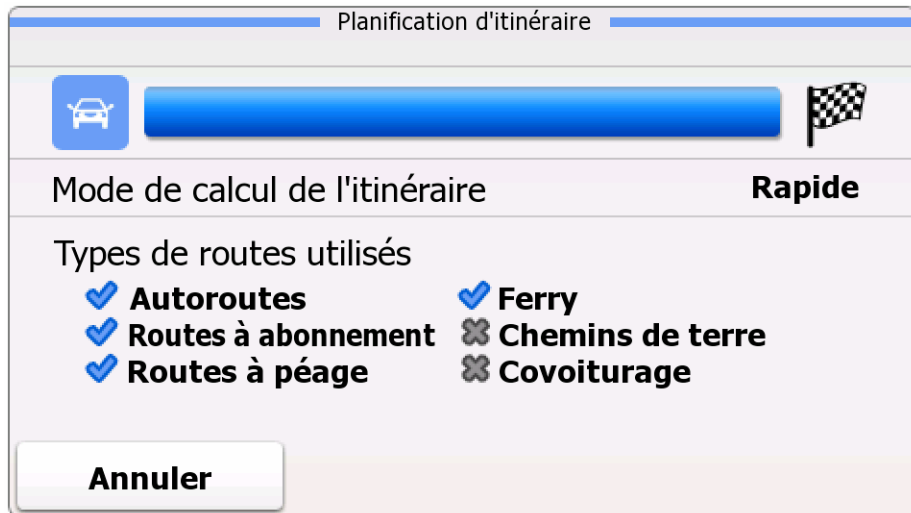 Planification d'itinéraire
Mode de calcul de l'itinéraire Rapide
Types de routes utilisés
Autoroutes Ferry
Routes à abonnement Chemins de terre
Routes à péage Covoiturage
Annuler